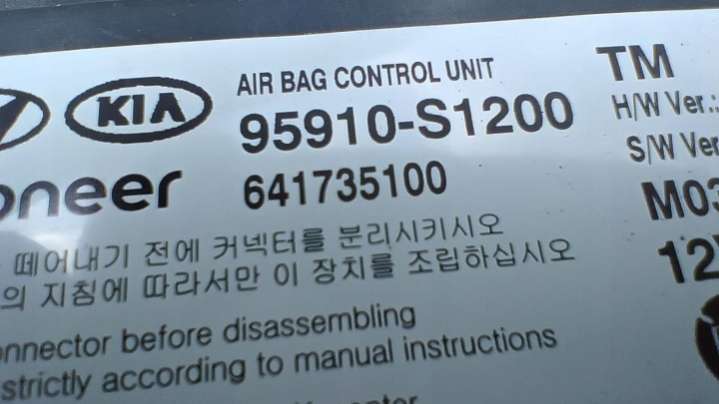 KIA
AIR BAG CONTROL UNIT
TM
95910-S1200
H/W Ver.:
S/W Ver
oneer
641735100
M03
떼어내기 전에 커넥터를 분리시키시오
12
의 지침에 따라서만 이 장치를 조립하십시오
onnector before disassembling
strictly according to manual instructions